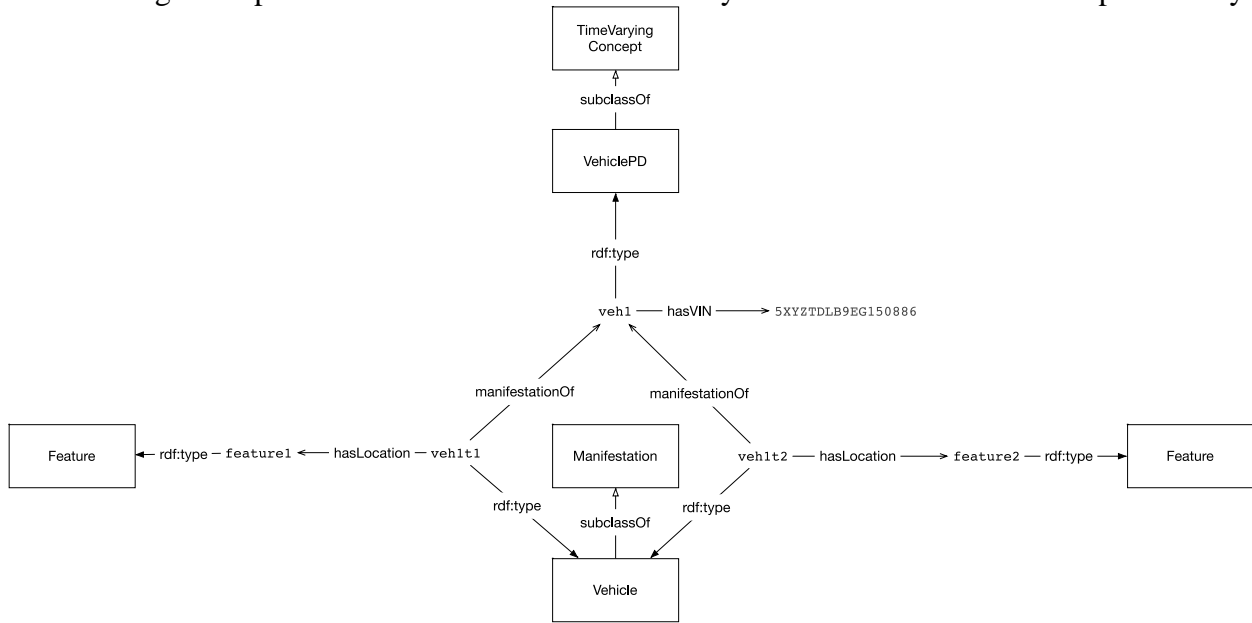 TimeVarying
Concept
subclassOf
VehiclePD
rdf:type
veh1 hasVIN 5XYZTDLB9EG150886
manifestationOf manifestationOf
Feature rdf:type feature1 hasLocation veh1t1 Manifestation veh1t2 hasLocation feature2 rdf:type Feature
rdf:type rdf:type
subclassOf
Vehicle